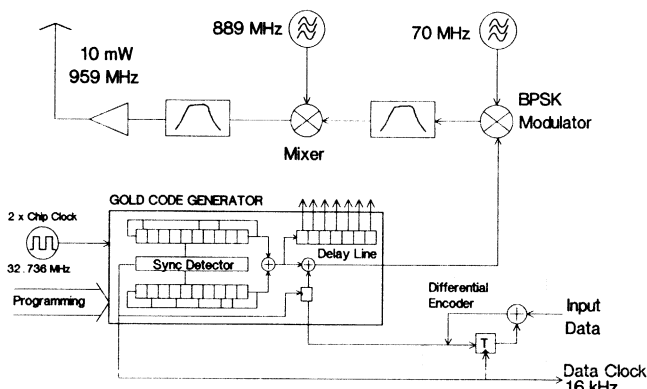 889 MHz
70 MHz
10 mW
959 MHz
BPSK
Modulator
Mixer
GOLD CODE GENERATOR
2 x Chip Clock
32.736 MHz
Delay Line
Sync Detector
Programming
Differential
Encoder
Input
Data
T
Data Clock
16 kHz